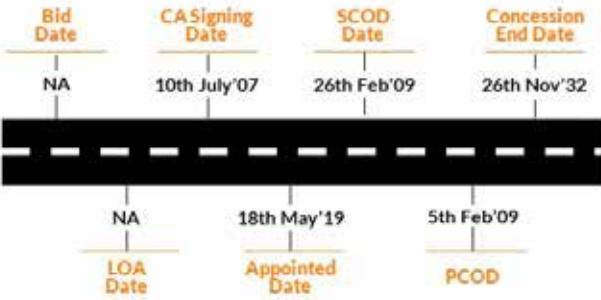 Bid
Date
CA Signing
Date
SCOD
Date
Concession
End Date
NA
10th July'07
26th Feb'09
26th Nov'32
NA
18th May'19
5th Feb'09
LOA
Date
Appointed
Date
PCOD